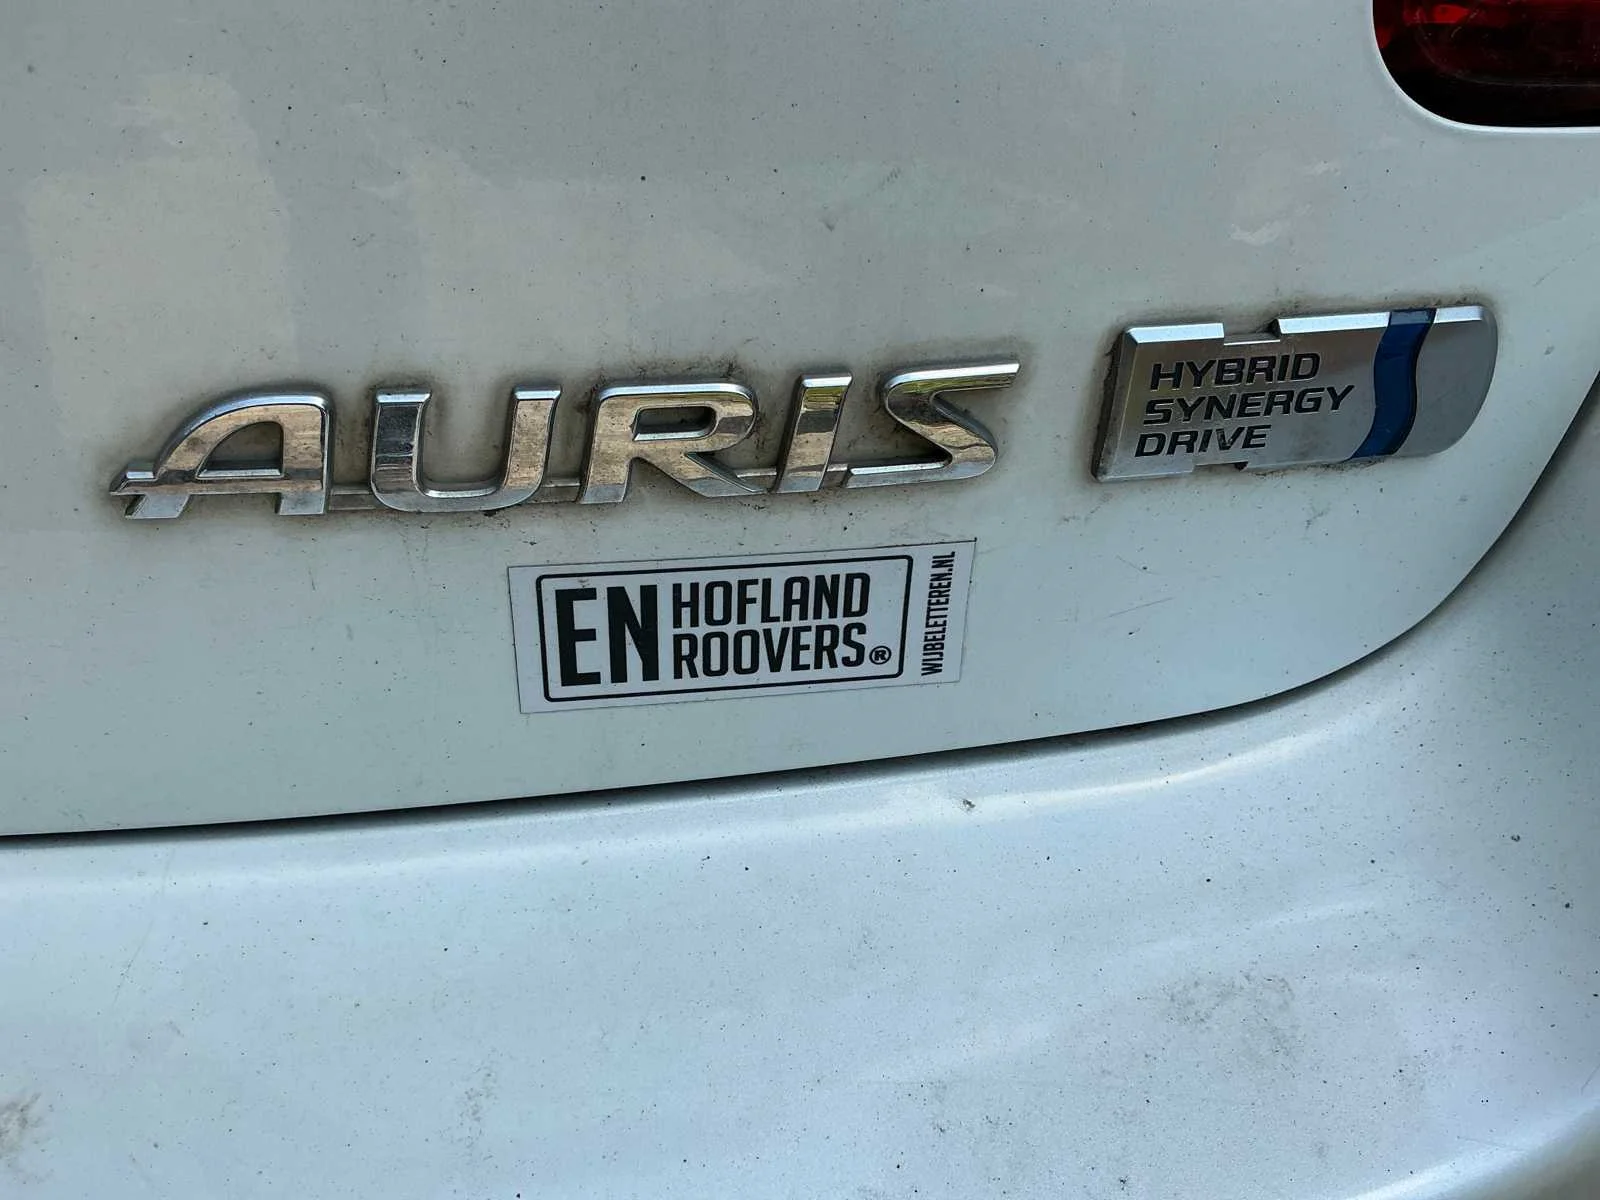 AURIS
HYBRID
SYNERGY
DRIVE
EN HOFLAND
ROOVERS®
WIJBELETTEREN.NL